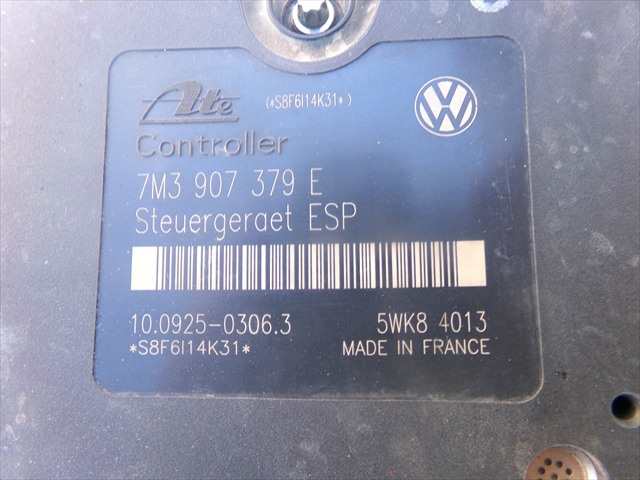 Ate (*S8F6I14K31*)
Controller
7M3 907 379 E
Steuergeraet ESP
10.0925-0306.3 5WK8 4013
*S8F6I14K31* MADE IN FRANCE